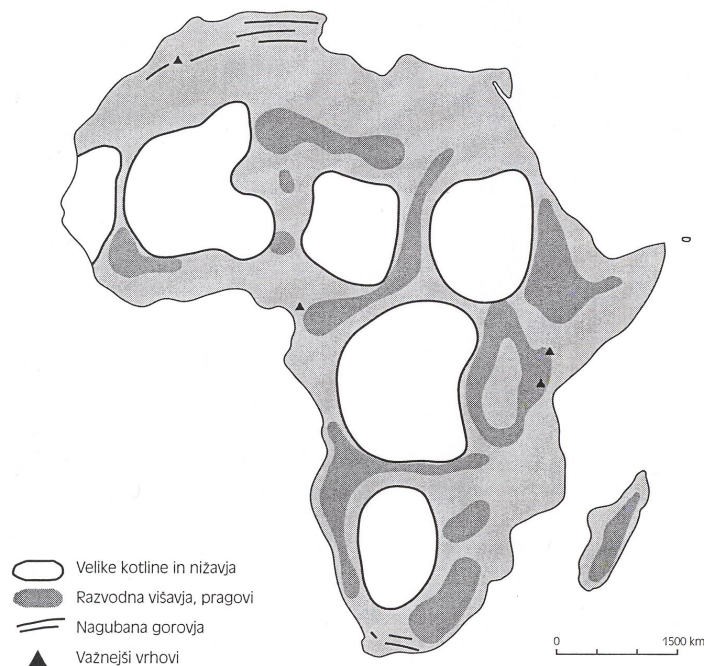 Velike kotline in nižavja
Razvodna višavja, pragovi
Nagubana gorovja
Važnejši vrhovi
0 1500 km